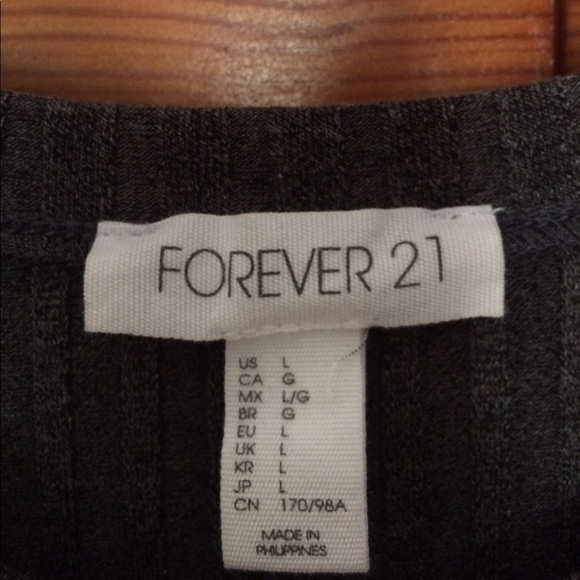 FOREVER 21
US L
CA G
MX L/G
BR G
EU L
UK L
KR L
JP L
CN 170/98A
MADE IN
PHILIPPINES